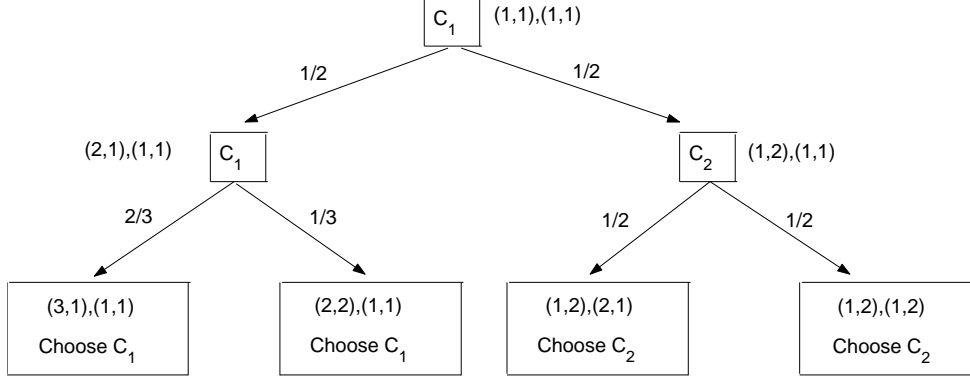 C1 (1,1),(1,1)
1/2 1/2
(2,1),(1,1) C1 C2 (1,2),(1,1)
2/3 1/3 1/2 1/2
(3,1),(1,1) (2,2),(1,1) (1,2),(2,1) (1,2),(1,2)
Choose C1 Choose C1 Choose C2 Choose C2